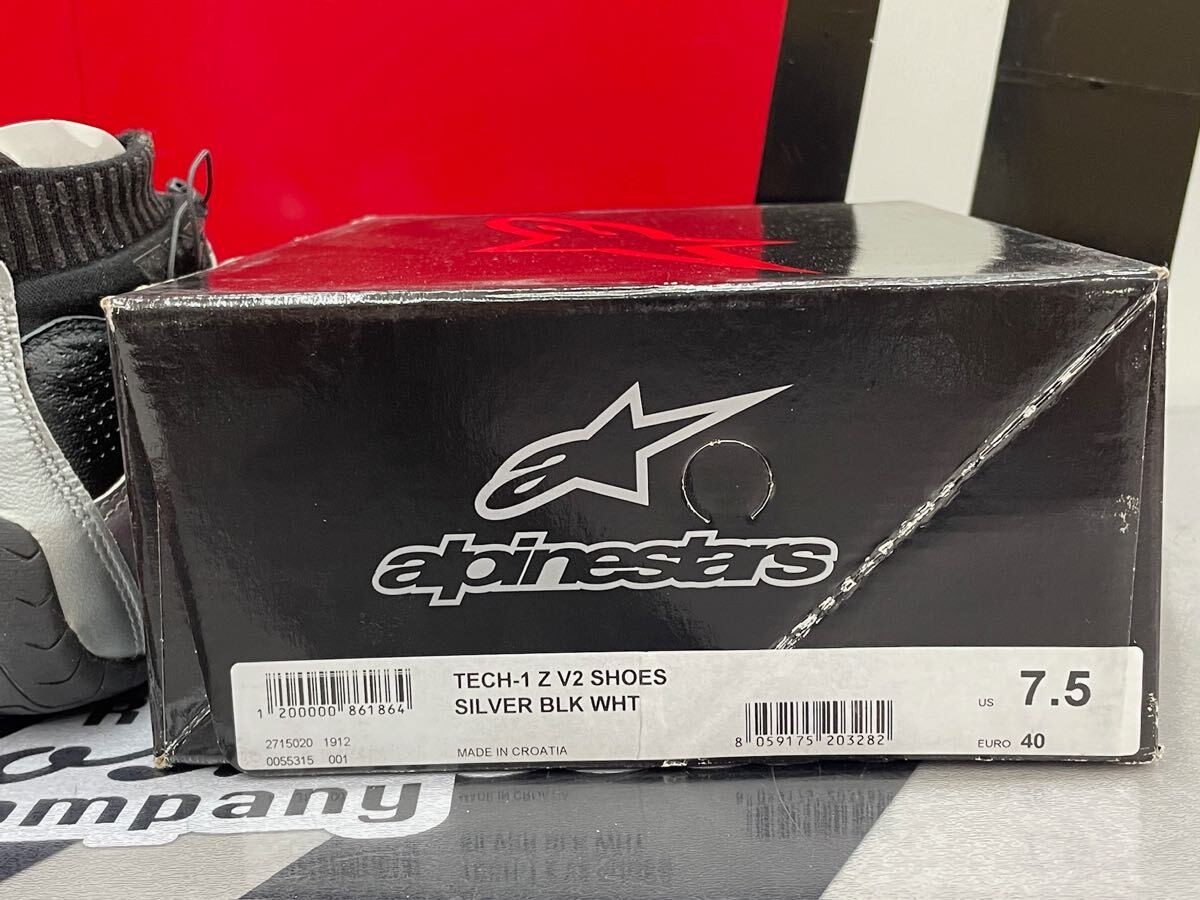 alpinestars
TECH-1 Z V2 SHOES
SILVER BLK WHT
1 200000 861864
2715020 1912
0055315 001
MADE IN CROATIA
8 059175 203282
US 7.5
EURO 40
ompany